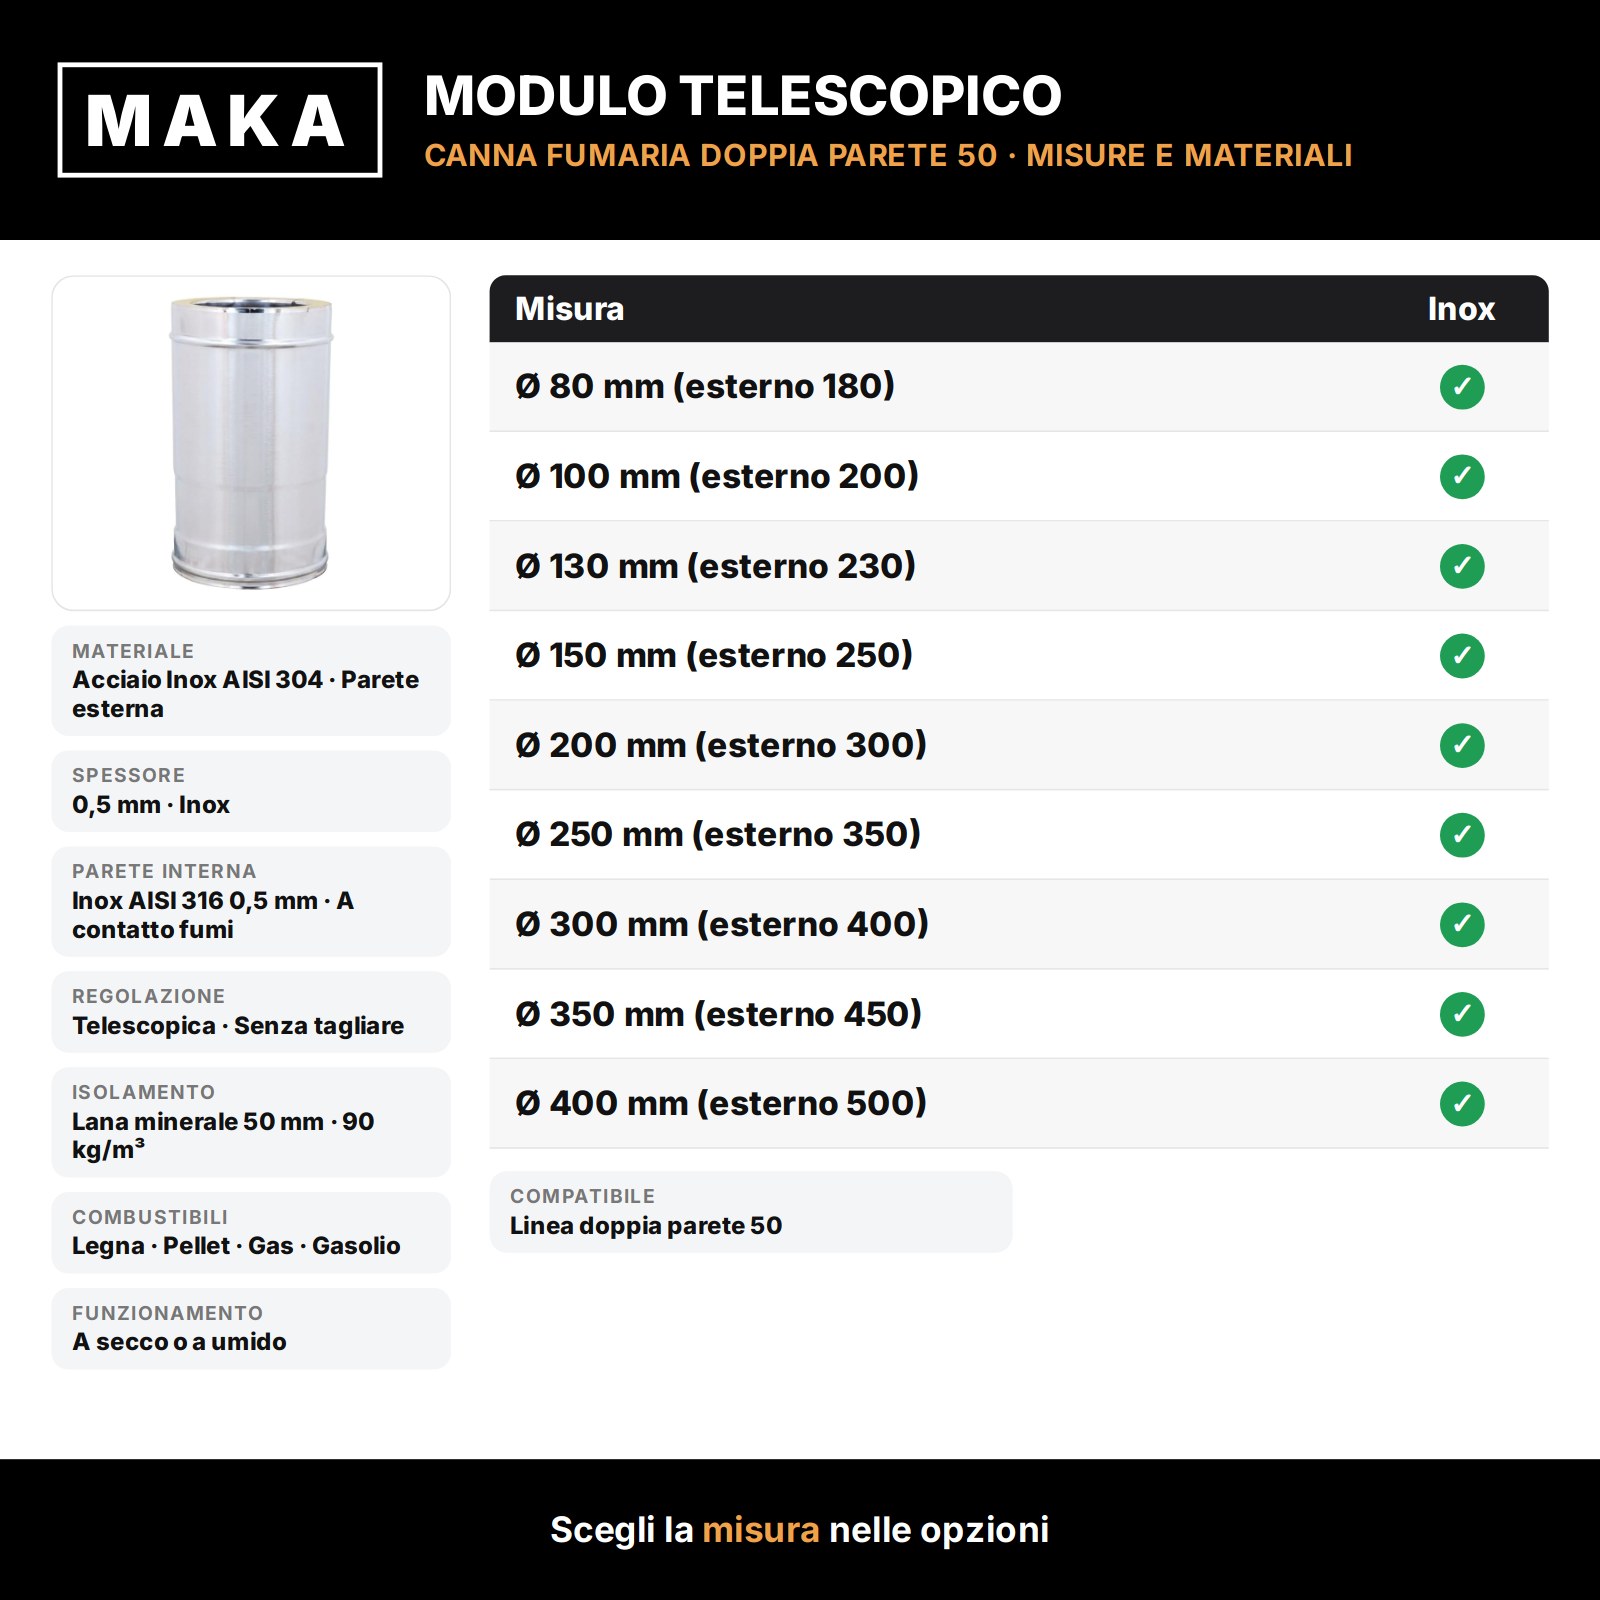 MAKA
MODULO TELESCOPICO
CANNA FUMARIA DOPPIA PARETE 50 · MISURE E MATERIALI
MATERIALE
Acciaio Inox AISI 304 · Parete
esterna
SPESSORE
0,5 mm · Inox
PARETE INTERNA
Inox AISI 316 0,5 mm · A
contatto fumi
REGOLAZIONE
Telescopica · Senza tagliare
ISOLAMENTO
Lana minerale 50 mm · 90
kg/m³
COMBUSTIBILI
Legna · Pellet · Gas · Gasolio
FUNZIONAMENTO
A secco o a umido
Misura Inox
Ø 80 mm (esterno 180) ✓
Ø 100 mm (esterno 200) ✓
Ø 130 mm (esterno 230) ✓
Ø 150 mm (esterno 250) ✓
Ø 200 mm (esterno 300) ✓
Ø 250 mm (esterno 350) ✓
Ø 300 mm (esterno 400) ✓
Ø 350 mm (esterno 450) ✓
Ø 400 mm (esterno 500) ✓
COMPATIBILE
Linea doppia parete 50
Scegli la misura nelle opzioni